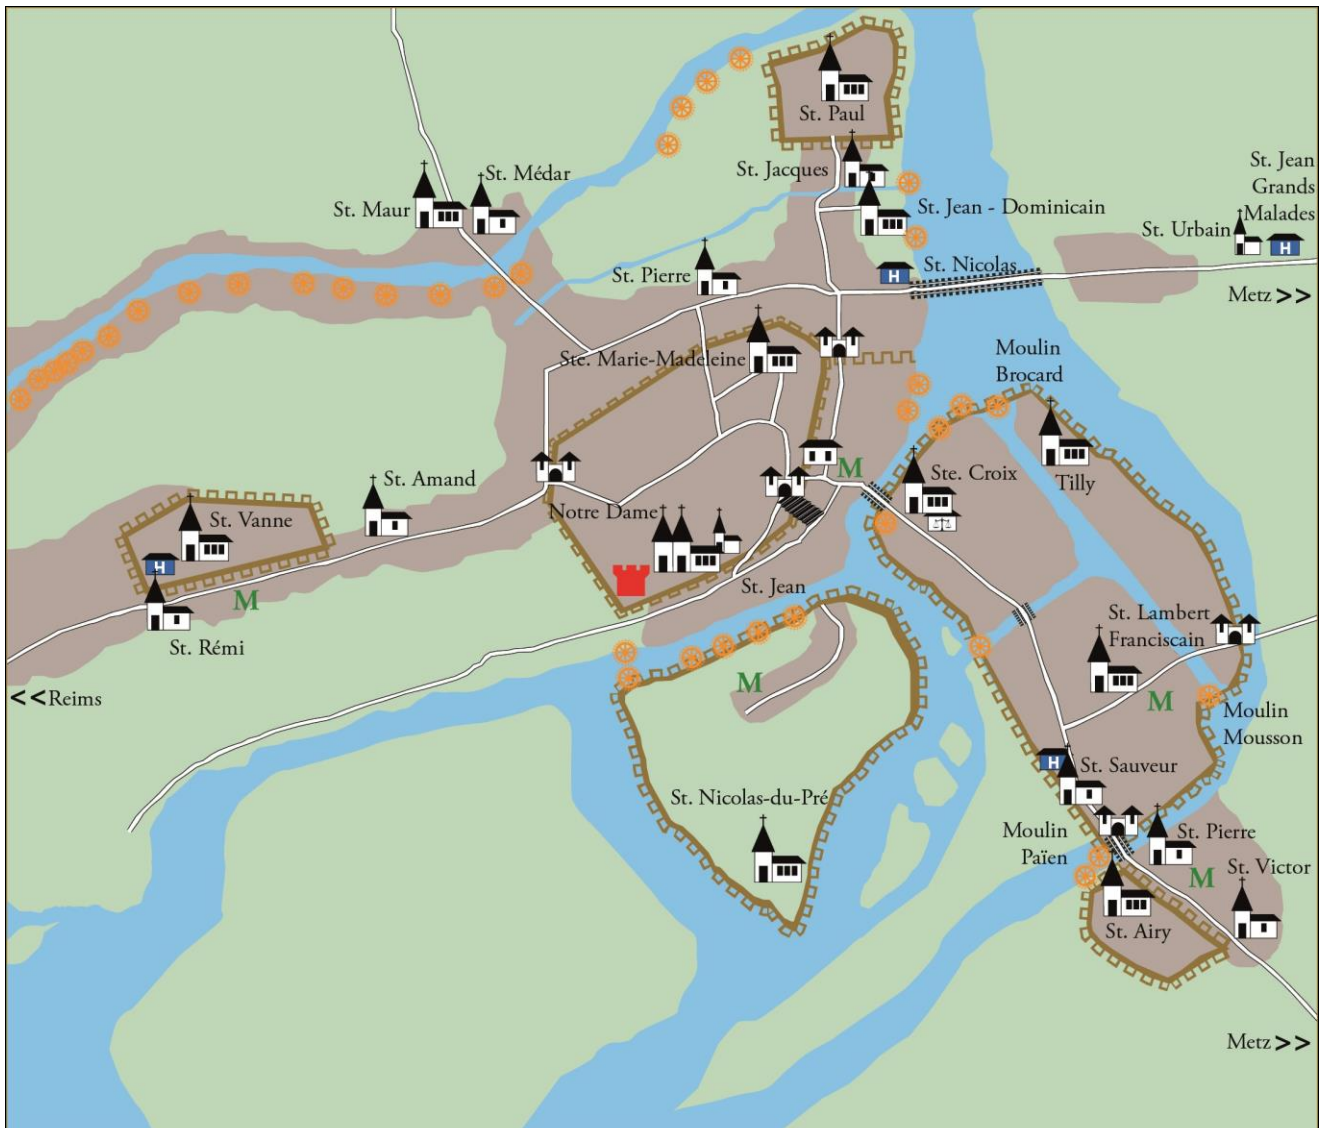 St. Paul
St. Jacques
St. Jean
Grands
Malades
St. Médar
St. Maur
St. Jean - Dominicain
St. Urbain
H
St. Pierre
H
St. Nicolas
Metz >>
Ste. Marie-Madeleine
Moulin
Brocard
M
St. Amand
Ste. Croix
Tilly
Notre Dame
St. Vanne
H
M
St. Jean
St. Lambert
Franciscain
St. Rémi
M
M
<<Reims
Moulin
Mousson
H
St. Sauveur
St. Nicolas-du-Pré
Moulin
Païen
St. Pierre
M
St. Victor
St. Airy
Metz >>